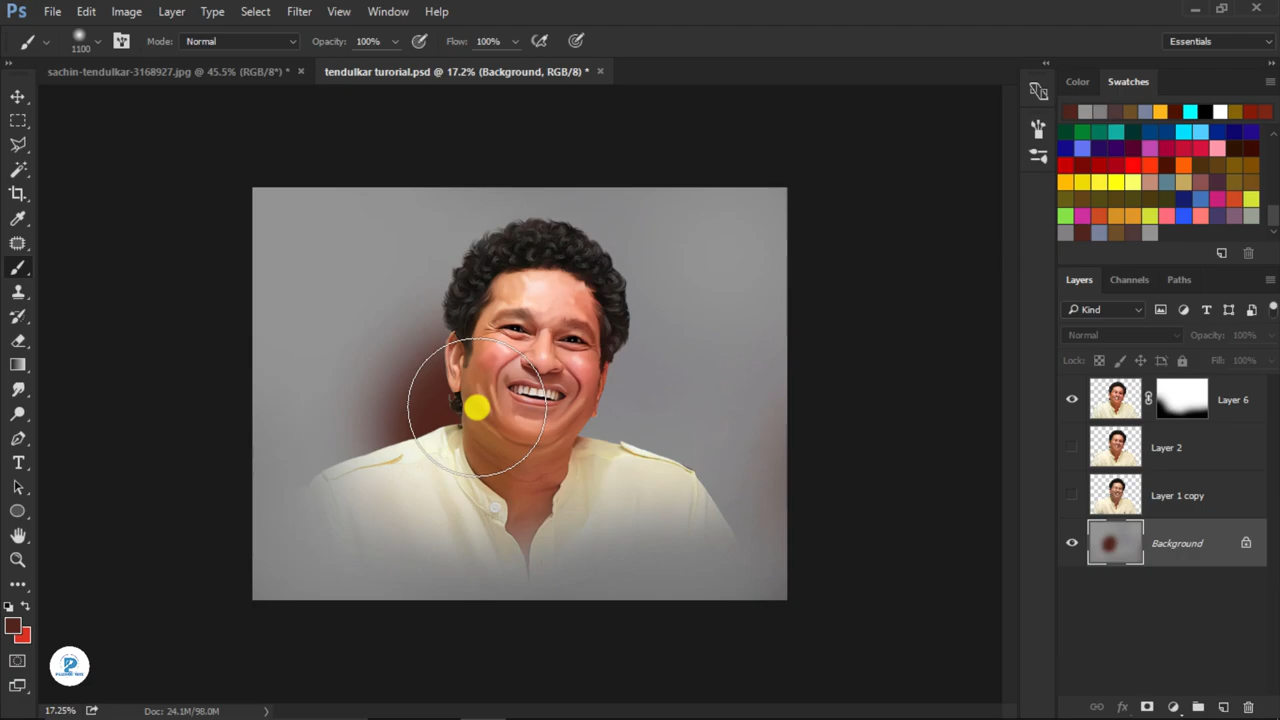 Ps File Edit Image Layer Type Select Filter View Window Help
1100 Mode: Normal Opacity: 100% Flow: 100% Essentials
sachin-tendulkar-3168927.jpg @ 45.5% (RGB/8*) * × tendulkar turorial.psd @ 17.2% (Background, RGB/8) * ×
Color Swatches
Layers Channels Paths
Kind
Normal Opacity: 100%
Lock: Fill: 100%
Layer 6
Layer 2
Layer 1 copy
Background
17.25% Doc: 24.1M/98.0M